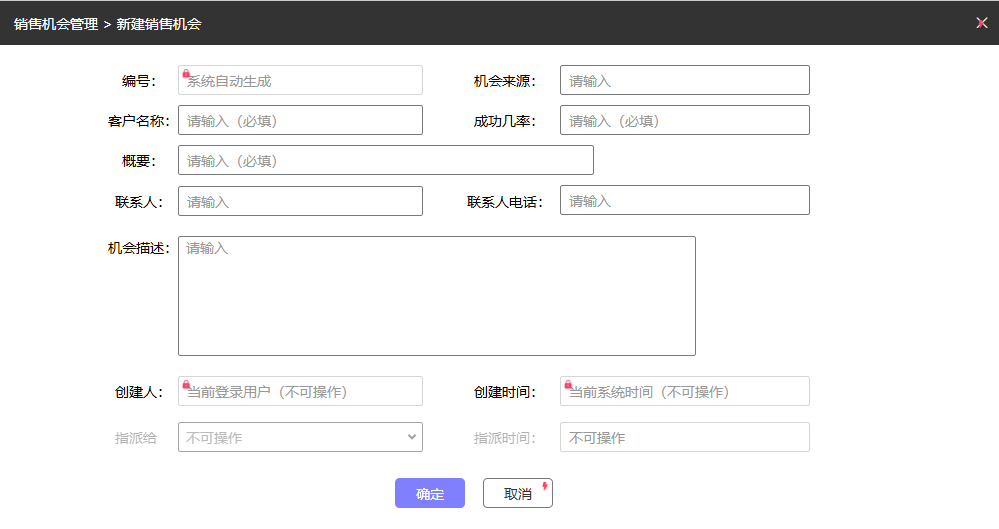 销售机会管理 > 新建销售机会
编号： 系统自动生成 机会来源： 请输入
客户名称： 请输入（必填） 成功几率： 请输入（必填）
概要： 请输入（必填）
联系人： 请输入 联系人电话： 请输入
机会描述： 请输入
创建人： 当前登录用户（不可操作） 创建时间： 当前系统时间（不可操作）
指派给 不可操作 指派时间： 不可操作
确定 取消